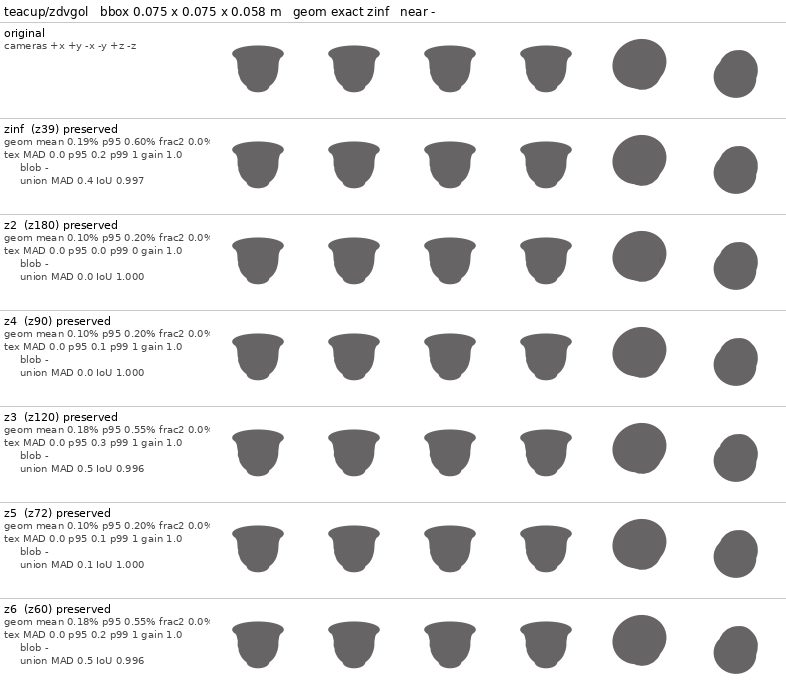 teacup/zdvgol   bbox 0.075 x 0.075 x 0.058 m   geom exact zinf   near -
original
cameras +x +y -x -y +z -z
zinf  (z39) preserved
geom mean 0.19% p95 0.60% frac2 0.0%
tex MAD 0.0 p95 0.2 p99 1 gain 1.0
blob -
union MAD 0.4 IoU 0.997
z2  (z180) preserved
geom mean 0.10% p95 0.20% frac2 0.0%
tex MAD 0.0 p95 0.0 p99 0 gain 1.0
blob -
union MAD 0.0 IoU 1.000
z4  (z90) preserved
geom mean 0.10% p95 0.20% frac2 0.0%
tex MAD 0.0 p95 0.1 p99 1 gain 1.0
blob -
union MAD 0.0 IoU 1.000
z3  (z120) preserved
geom mean 0.18% p95 0.55% frac2 0.0%
tex MAD 0.0 p95 0.3 p99 1 gain 1.0
blob -
union MAD 0.5 IoU 0.996
z5  (z72) preserved
geom mean 0.10% p95 0.20% frac2 0.0%
tex MAD 0.0 p95 0.1 p99 1 gain 1.0
blob -
union MAD 0.1 IoU 1.000
z6  (z60) preserved
geom mean 0.18% p95 0.55% frac2 0.0%
tex MAD 0.0 p95 0.2 p99 1 gain 1.0
blob -
union MAD 0.5 IoU 0.996